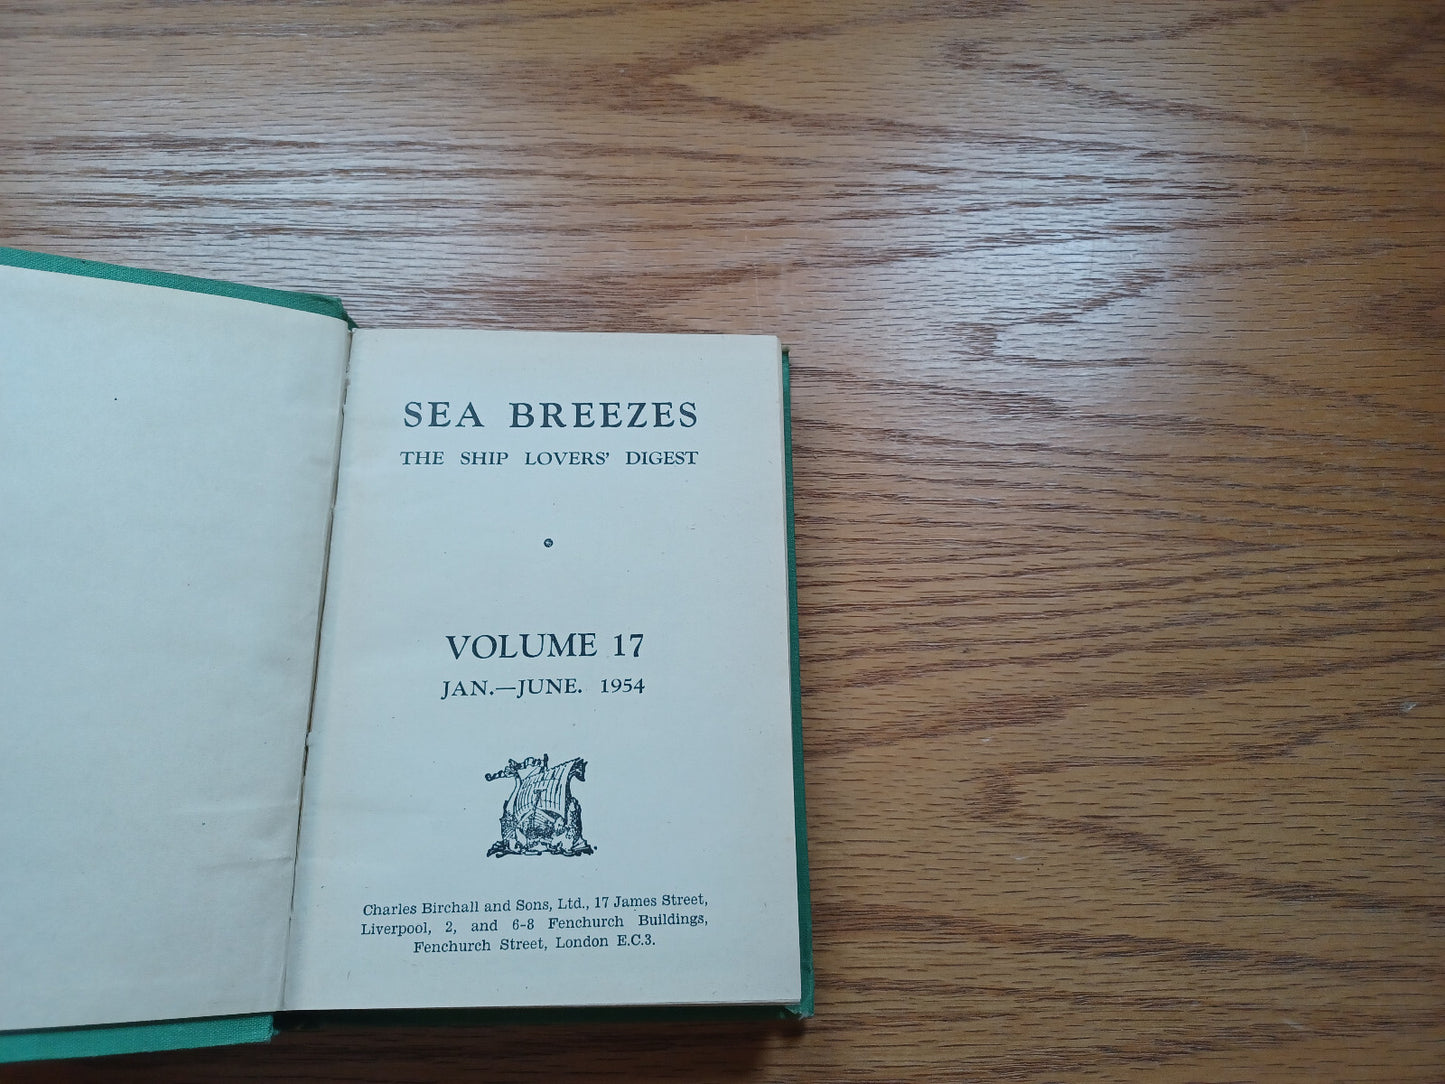 SEA BREEZES
THE SHIP LOVERS' DIGEST
VOLUME 17
JAN.—JUNE. 1954
Charles Birchall and Sons, Ltd., 17 James Street,
Liverpool, 2, and 6-8 Fenchurch Buildings,
Fenchurch Street, London E.C.3.